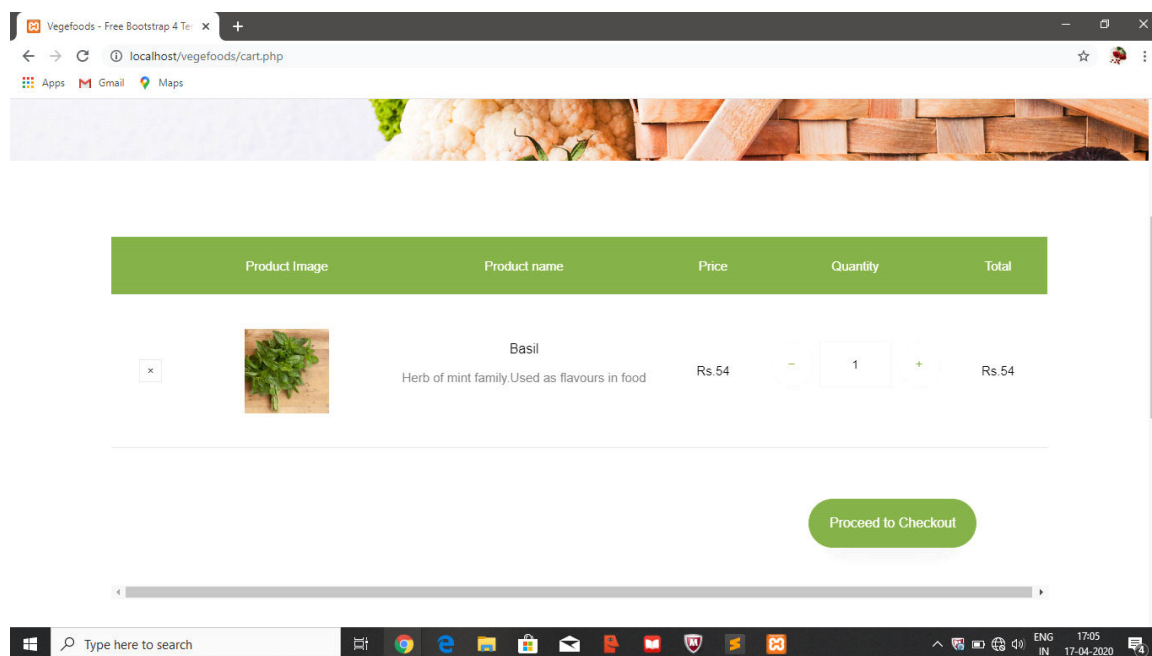 Vegefoods - Free Bootstrap 4 Te
localhost/vegefoods/cart.php
Apps Gmail Maps
Product Image Product name Price Quantity Total
Basil
× Herb of mint family.Used as flavours in food Rs.54 − 1 + Rs.54
Proceed to Checkout
Type here to search
ENG 17:05
IN 17-04-2020
4